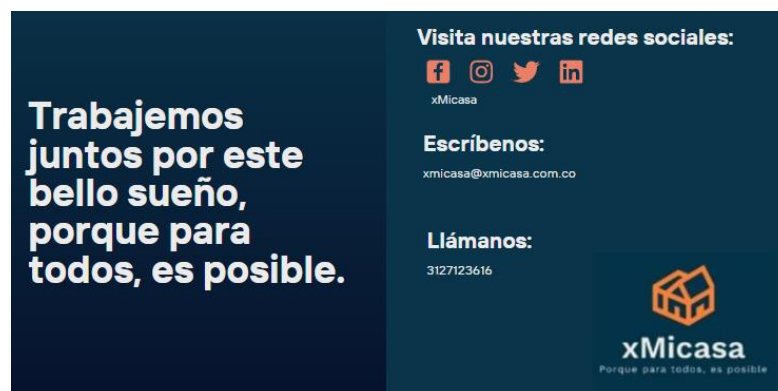 Trabajemos
juntos por este
bello sueño,
porque para
todos, es posible.
Visita nuestras redes sociales:
xMicasa
Escríbenos:
xmicasa@xmicasa.com.co
Llámanos:
3127123616
xMicasa
Porque para todos, es posible